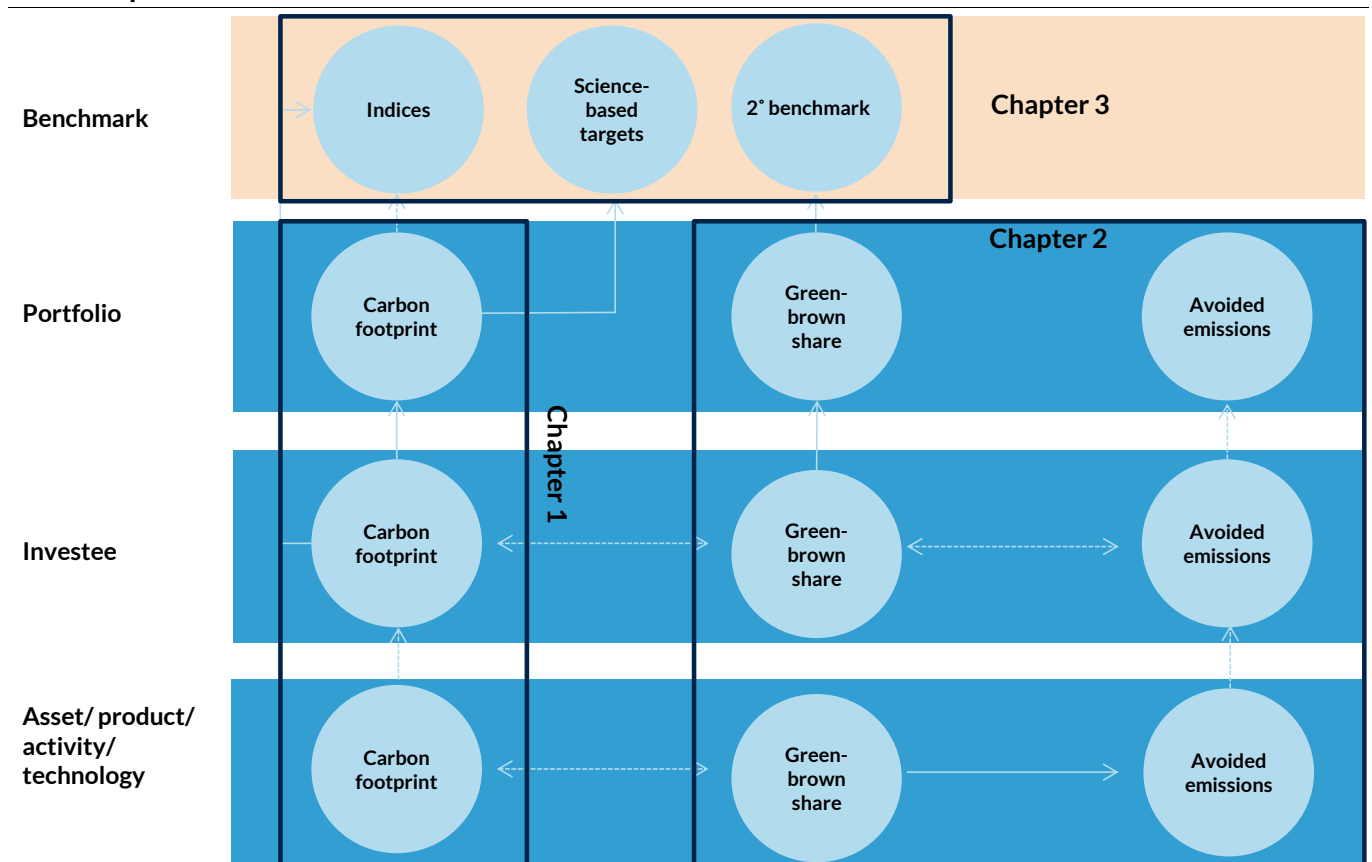 Benchmark
Indices
Science-
based
targets
2° benchmark
Chapter 3
Chapter 2
Portfolio
Carbon
footprint
Green-
brown
share
Avoided
emissions
Chapter 1
Investee
Carbon
footprint
Green-
brown
share
Avoided
emissions
Asset/ product/
activity/
technology
Carbon
footprint
Green-
brown
share
Avoided
emissions